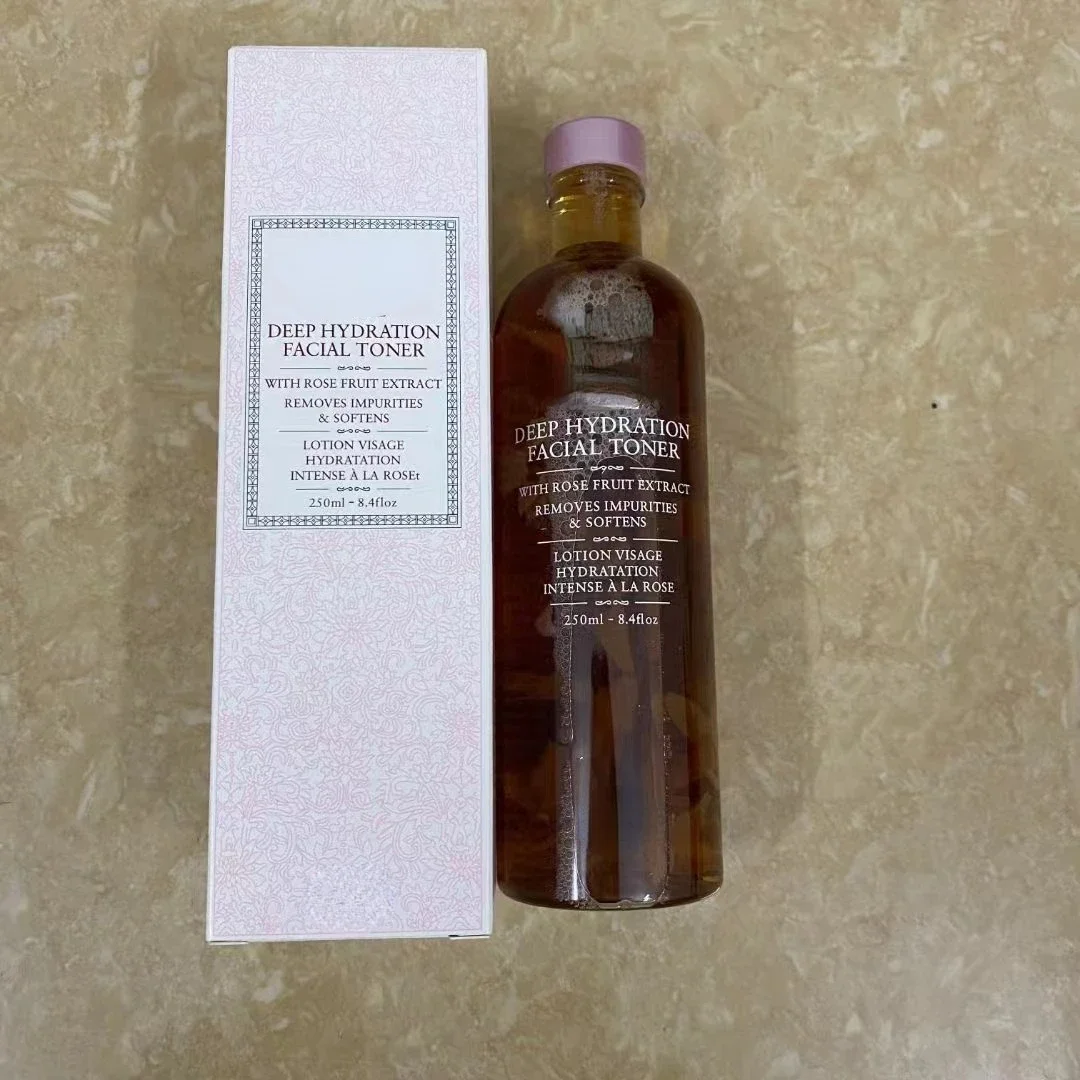 DEEP HYDRATION
FACIAL TONER
WITH ROSE FRUIT EXTRACT
REMOVES IMPURITIES
& SOFTENS
LOTION VISAGE
HYDRATATION
INTENSE À LA ROSEt
250ml - 8.4floz
DEEP HYDRATION
FACIAL TONER
WITH ROSE FRUIT EXTRACT
REMOVES IMPURITIES
& SOFTENS
LOTION VISAGE
HYDRATATION
INTENSE À LA ROSE
250ml - 8.4floz